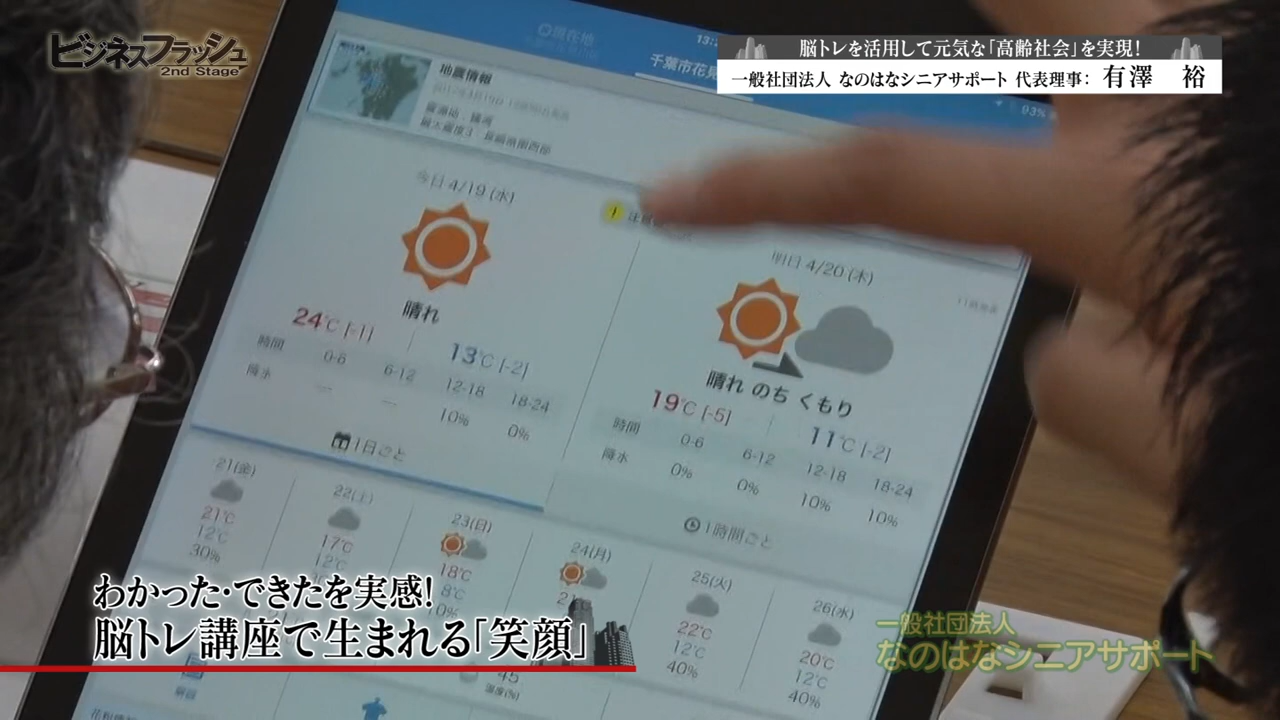 ビジネスフラッシュ
2nd Stage
脳トレを活用して元気な「高齢社会」を実現!
一般社団法人 なのはなシニアサポート 代表理事: 有澤 裕
現在地
千葉市花見
93%
地震情報
今日 4/19 (水)
晴れ
24℃ [-1] 13℃ [-2]
時間 0-6 6-12 12-18 18-24
降水 --- --- 10% 0%
1日ごと
明日 4/20 (木)
晴れ のち くもり
19℃ [-5] 11℃ [-2]
時間 0-6 6-12 12-18 18-24
降水 0% 0% 10% 10%
1時間ごと
21(金) 22(土) 23(日) 24(月) 25(火) 26(水)
21℃ 17℃ 18℃ 22℃ 20℃
12℃ 12℃ 8℃ 12℃ 12℃
30% 40% 40%
45
湿度(%)
わかった・できたを実感!
脳トレ講座で生まれる「笑顔」
一般社団法人
なのはなシニアサポート